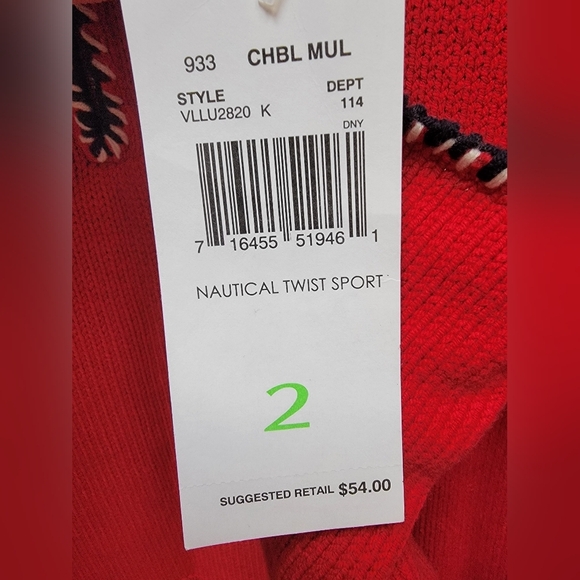 933 CHBL MUL
STYLE DEPT
VLLU2820 K 114
DNY
7 16455 51946 1
NAUTICAL TWIST SPORT
2
SUGGESTED RETAIL $54.00